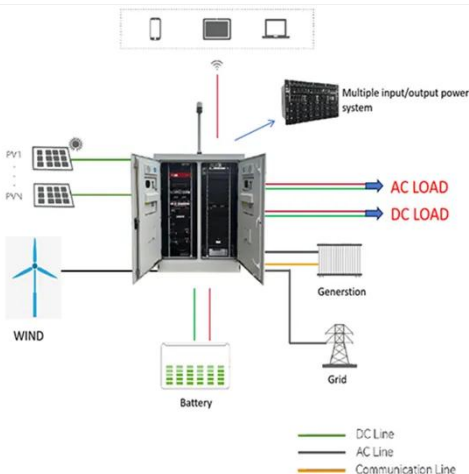 Multiple input/output power
system
PV1
PVN
AC LOAD
DC LOAD
WIND
Generstion
Grid
Battery
DC Line
AC Line
Communication Line